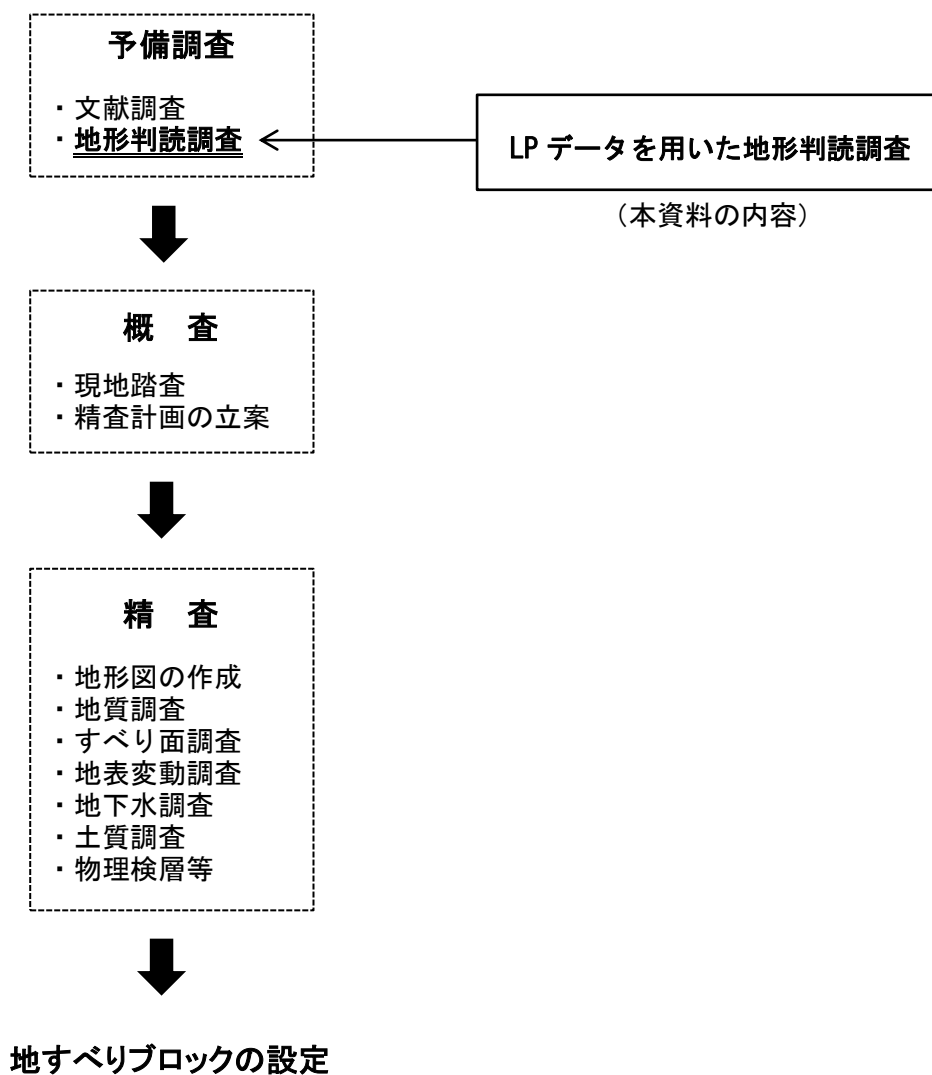 予備調査
・文献調査
・地形判読調査
LP データを用いた地形判読調査
（本資料の内容）
概　査
・現地踏査
・精査計画の立案
精　査
・地形図の作成
・地質調査
・すべり面調査
・地表変動調査
・地下水調査
・土質調査
・物理検層等
地すべりブロックの設定